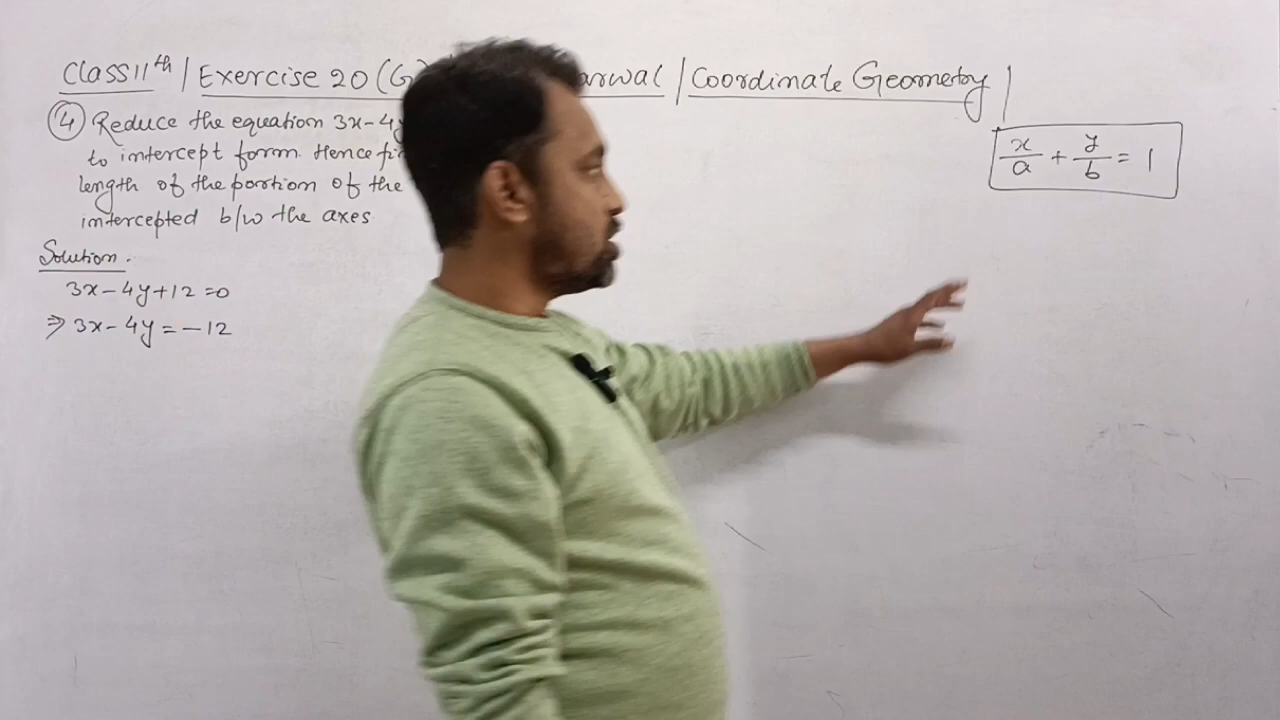 Class 11th | Exercise 20 (G) arwal | Coordinate Geometry |
④ Reduce the equation 3x-4y
to intercept form. Hence fin
length of the portion of the
intercepted b/w the axes
x/a + y/b = 1
Solution.
3x-4y+12=0
⇒ 3x-4y=-12